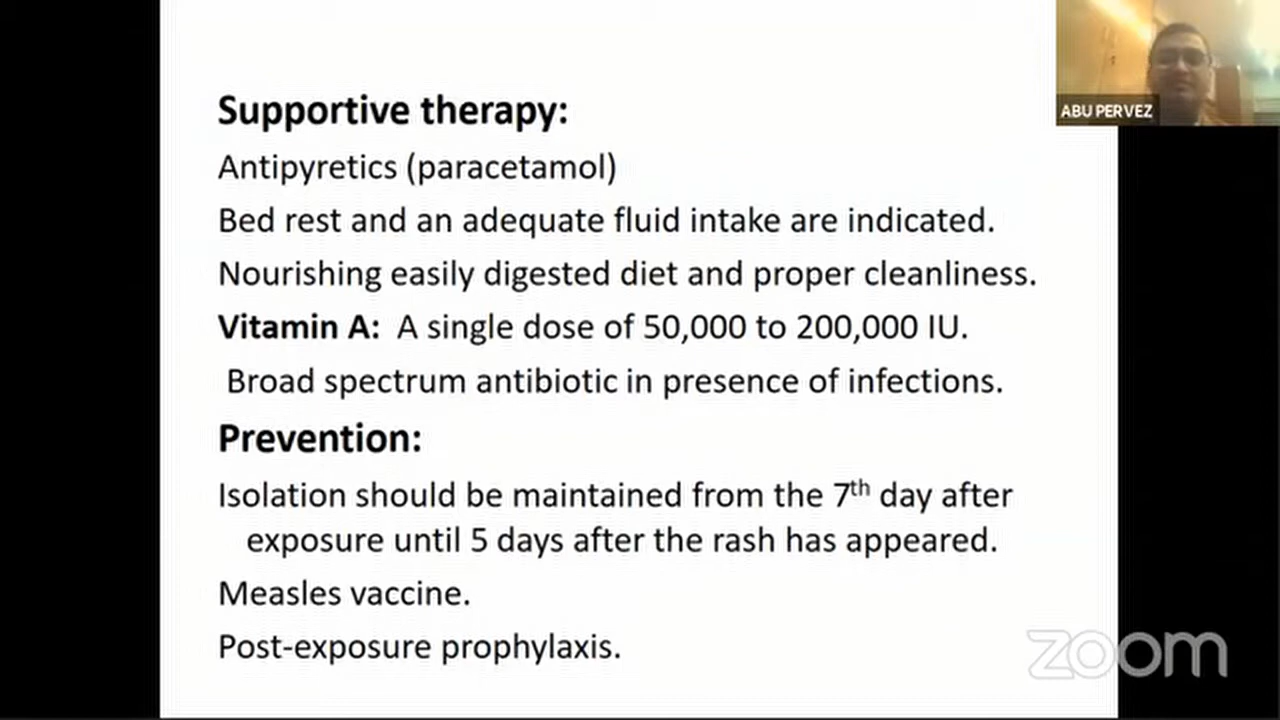 Supportive therapy:
Antipyretics (paracetamol)
Bed rest and an adequate fluid intake are indicated.
Nourishing easily digested diet and proper cleanliness.
Vitamin A: A single dose of 50,000 to 200,000 IU.
Broad spectrum antibiotic in presence of infections.
Prevention:
Isolation should be maintained from the 7th day after
exposure until 5 days after the rash has appeared.
Measles vaccine.
Post-exposure prophylaxis.
ABU PERVEZ
zoom